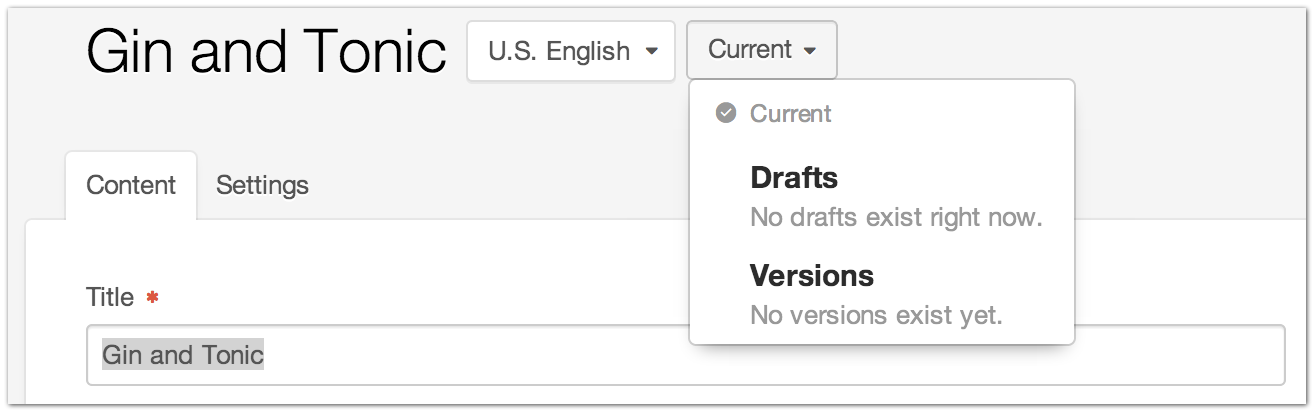 Gin and Tonic U.S. English Current
Current
Drafts
No drafts exist right now.
Versions
No versions exist yet.
Content Settings
Title *
Gin and Tonic